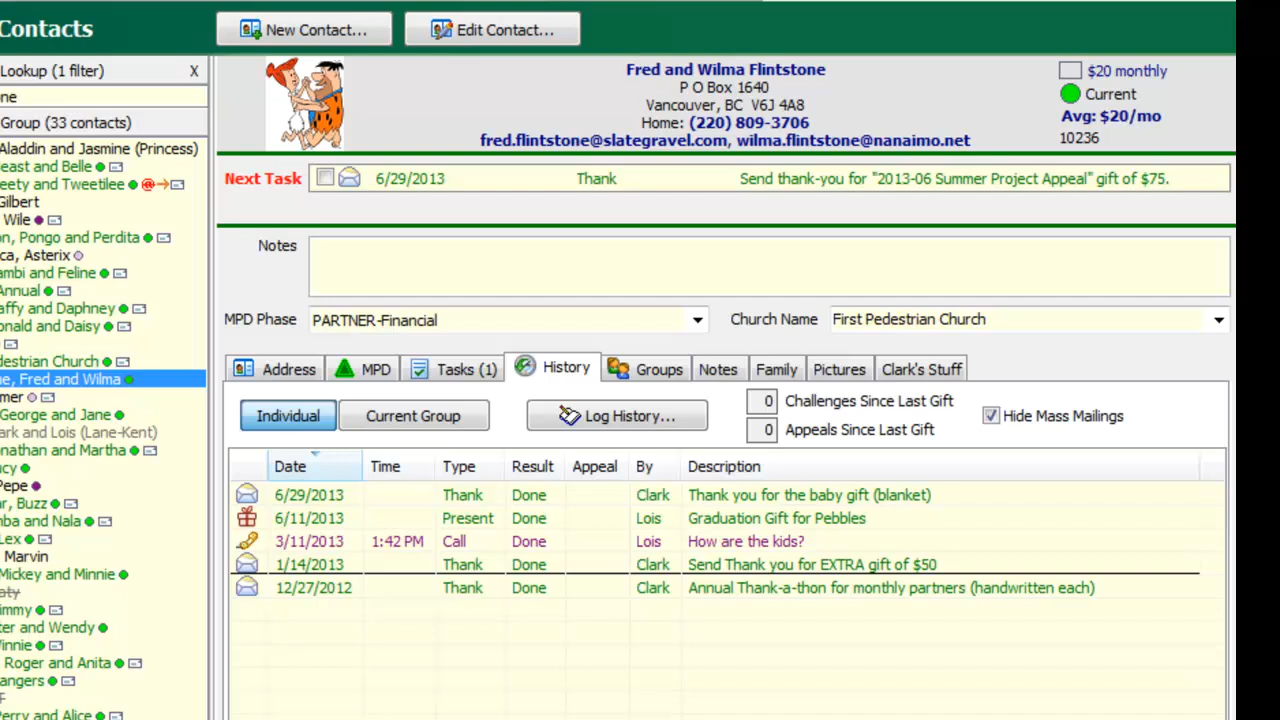 Contacts
New Contact...
Edit Contact...
Lookup (1 filter) X
ne
Group (33 contacts)
Aladdin and Jasmine (Princess)
east and Belle
eety and Tweetilee
Gilbert
Wile
on, Pongo and Perdita
ca, Asterix
ambi and Feline
Annual
affy and Daphney
onald and Daisy
destrian Church
e, Fred and Wilma
mer
George and Jane
ark and Lois (Lane-Kent)
onathan and Martha
ucy
Pepe
ar, Buzz
mba and Nala
Lex
Marvin
Mickey and Minnie
aty
immy
ter and Wendy
Winnie
Roger and Anita
angers
F
Perry and Alice
Fred and Wilma Flintstone
P O Box 1640
Vancouver, BC V6J 4A8
Home: (220) 809-3706
fred.flintstone@slategravel.com, wilma.flintstone@nanaimo.net
$20 monthly
Current
Avg: $20/mo
10236
Next Task 6/29/2013 Thank Send thank-you for "2013-06 Summer Project Appeal" gift of $75.
Notes
MPD Phase PARTNER-Financial Church Name First Pedestrian Church
Address MPD Tasks (1) History Groups Notes Family Pictures Clark's Stuff
Individual Current Group Log History... 0 Challenges Since Last Gift
0 Appeals Since Last Gift
Hide Mass Mailings
Date Time Type Result Appeal By Description
6/29/2013 Thank Done Clark Thank you for the baby gift (blanket)
6/11/2013 Present Done Lois Graduation Gift for Pebbles
3/11/2013 1:42 PM Call Done Lois How are the kids?
1/14/2013 Thank Done Clark Send Thank you for EXTRA gift of $50
12/27/2012 Thank Done Clark Annual Thank-a-thon for monthly partners (handwritten each)